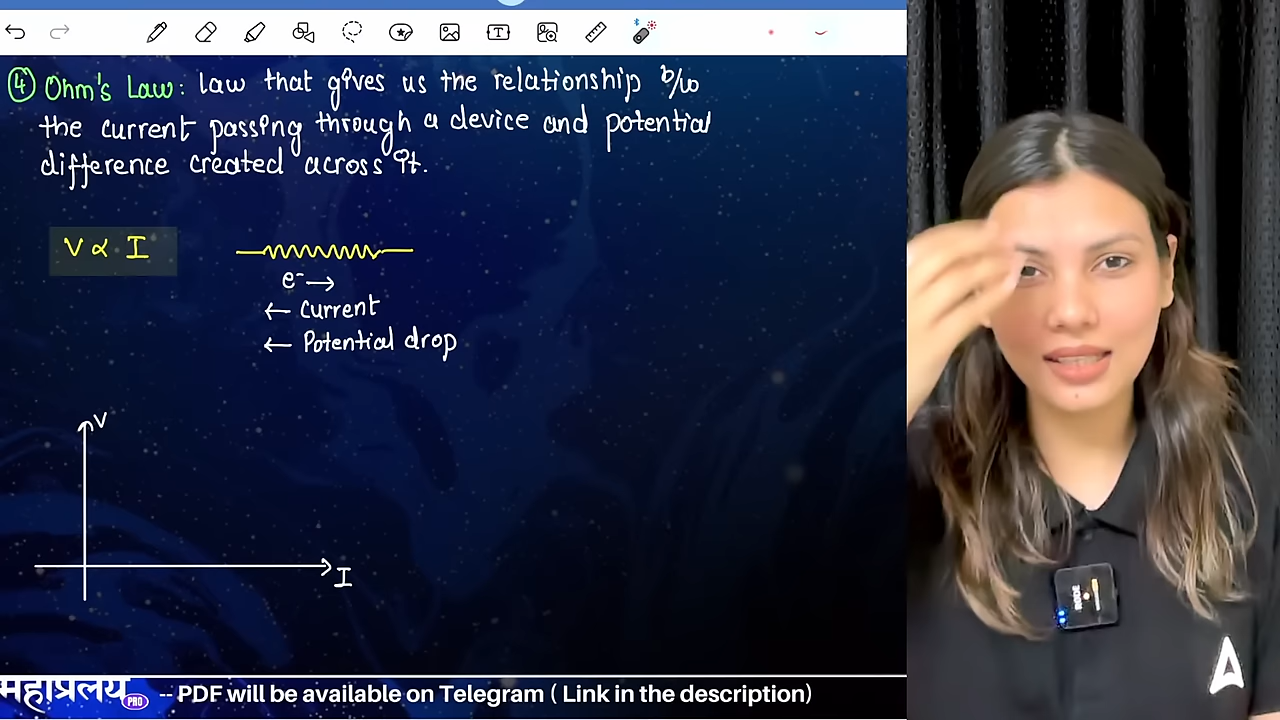 ④ Ohm's Law: law that gives us the relationship b/w
the current passing through a device and potential
difference created across it.
V ∝ I
e⁻ →
← Current
← Potential drop
V
I
RODE
महाप्रलय PRO -- PDF will be available on Telegram ( Link in the description)